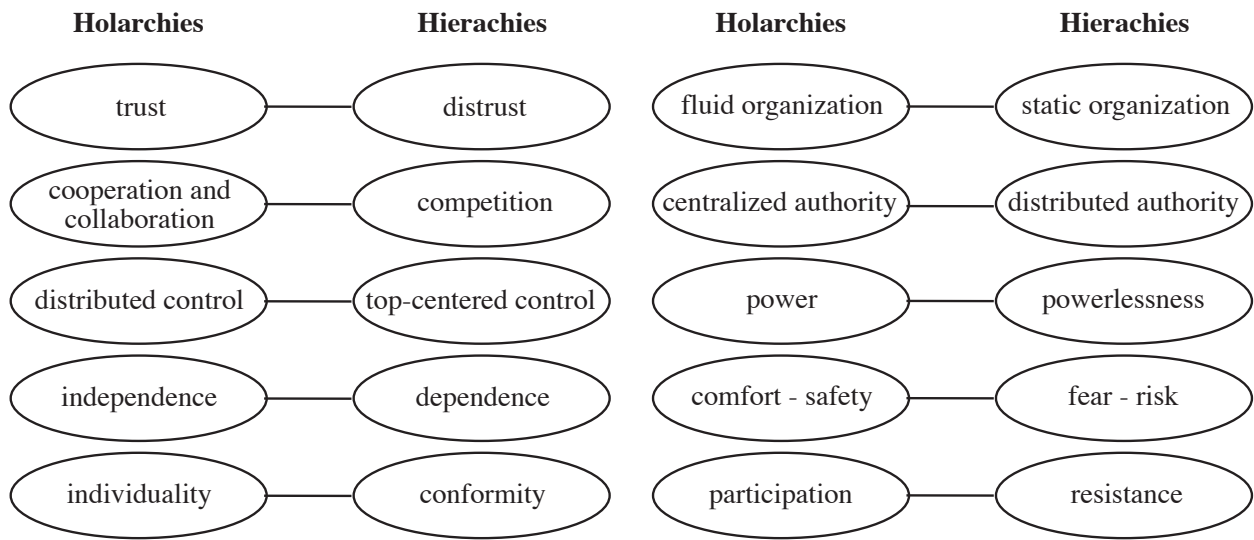 Holarchies
Hierachies
trust
distrust
cooperation and
collaboration
competition
distributed control
top-centered control
independence
dependence
individuality
conformity
Holarchies
Hierachies
fluid organization
static organization
centralized authority
distributed authority
power
powerlessness
comfort - safety
fear - risk
participation
resistance